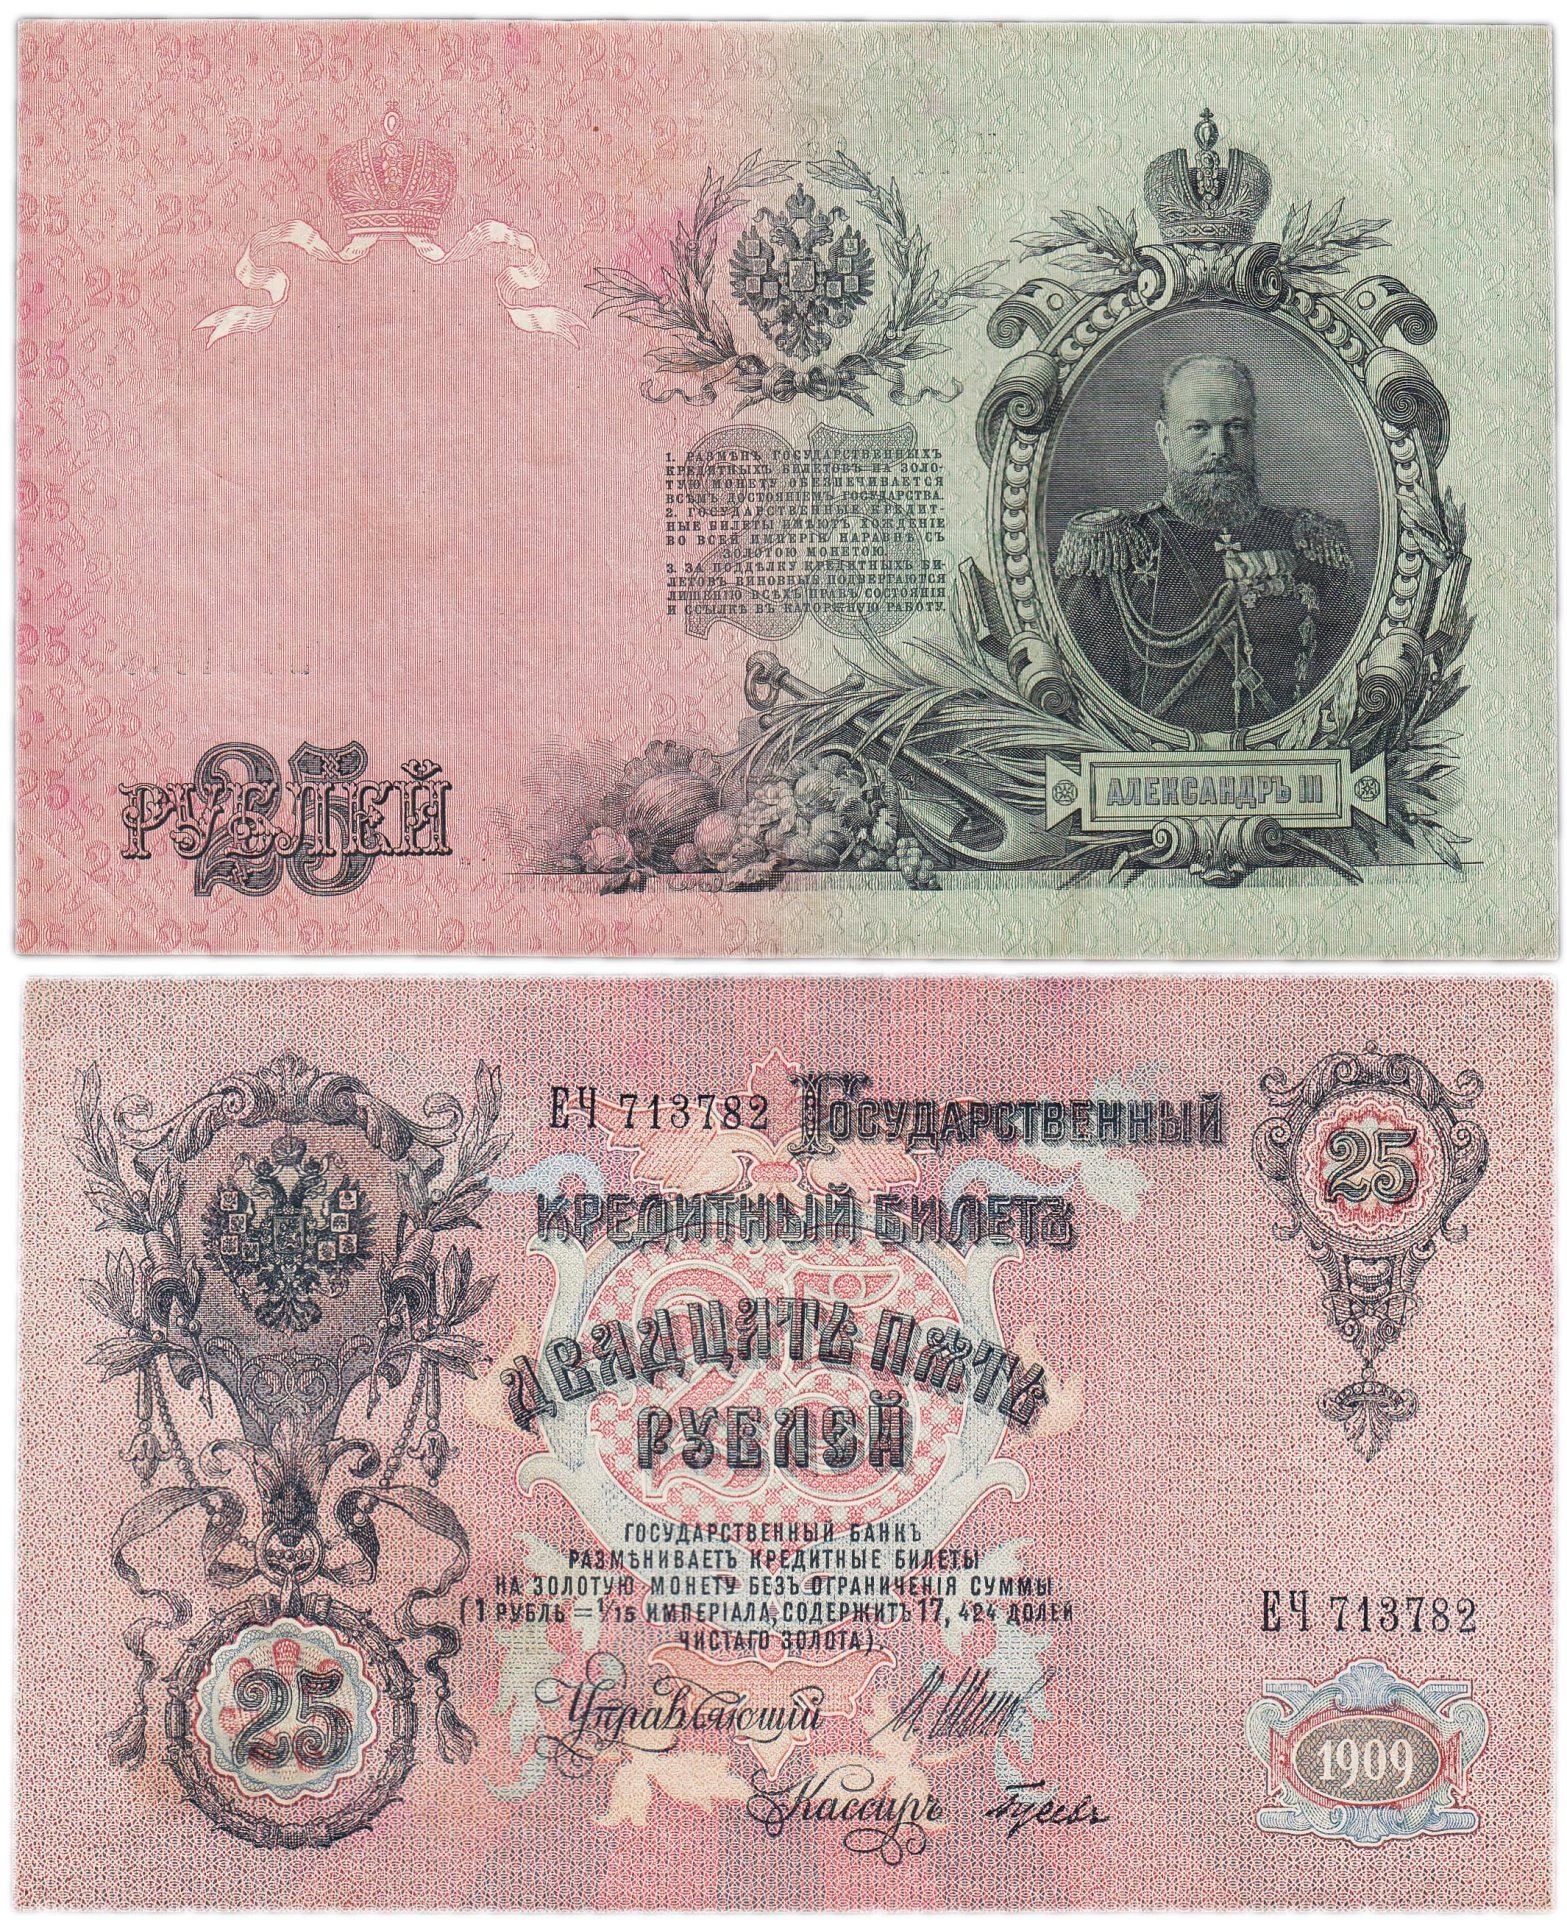 1. РАЗМѢНЪ ГОСУДАРСТВЕННЫХЪ
КРЕДИТНЫХЪ БИЛЕТОВЪ НА ЗОЛО-
ТУЮ МОНЕТУ ОБЕЗПЕЧИВАЕТСЯ
ВСѢМЪ ДОСТОЯНІЕМЪ ГОСУДАРСТВА.
2. ГОСУДАРСТВЕННЫЕ КРЕДИТ-
НЫЕ БИЛЕТЫ ИМѢЮТЪ ХОЖДЕНІЕ
ВО ВСЕЙ ИМПЕРІИ НАРАВНѢ СЪ
ЗОЛОТОЮ МОНЕТОЮ.
3. ЗА ПОДДѢЛКУ КРЕДИТНЫХЪ БИ-
ЛЕТОВЪ ВИНОВНЫЕ ПОДВЕРГАЮТСЯ
ЛИШЕНІЮ ВСѢХЪ ПРАВЪ СОСТОЯНІЯ
И ССЫЛКѢ ВЪ КАТОРЖНУЮ РАБОТУ.
25
РУБЛЕЙ
АЛЕКСАНДРЪ III
ЕЧ 713782 ГОСУДАРСТВЕННЫЙ
КРЕДИТНЫЙ БИЛЕТЪ
25
25
ДВАДЦАТЬ ПЯТЬ
РУБЛЕЙ
ГОСУДАРСТВЕННЫЙ БАНКЪ
РАЗМѢНИВАЕТЪ КРЕДИТНЫЕ БИЛЕТЫ
НА ЗОЛОТУЮ МОНЕТУ БЕЗЪ ОГРАНИЧЕНІЯ СУММЫ
(1 РУБЛЬ = 1/15 ИМПЕРІАЛА, СОДЕРЖИТЪ 17, 424 ДОЛЕЙ
ЧИСТАГО ЗОЛОТА).
ЕЧ 713782
25
Управляющій И Шипов
Кассиръ Гусевъ
1909